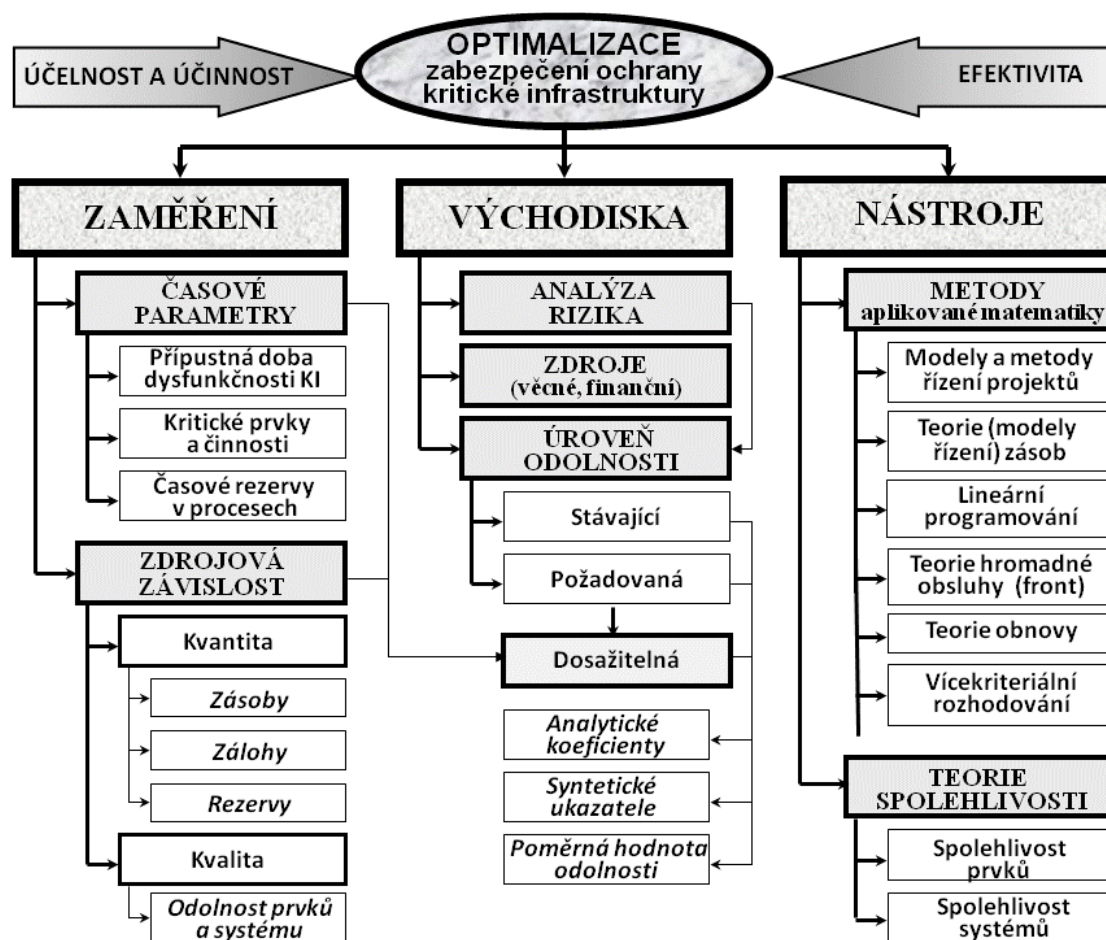 OPTIMALIZACE
zabezpečení ochrany
kritické infrastruktury
ÚČELNOST A ÚČINNOST
EFEKTIVITA
ZAMĚŘENÍ
ČASOVÉ
PARAMETRY
Přípustná doba
dysfunkčnosti KI
Kritické prvky
a činnosti
Časové rezervy
v procesech
ZDROJOVÁ
ZÁVISLOST
Kvantita
Zásoby
Zálohy
Rezervy
Kvalita
Odolnost prvků
a systému
VÝCHODISKA
ANALÝZA
RIZIKA
ZDROJE
(věcné, finanční)
ÚROVEŇ
ODOLNOSTI
Stávající
Požadovaná
Dosažitelná
Analytické
koeficienty
Syntetické
ukazatele
Poměrná hodnota
odolnosti
NÁSTROJE
METODY
aplikované matematiky
Modely a metody
řízení projektů
Teorie (modely
řízení) zásob
Lineární
programování
Teorie hromadné
obsluhy (front)
Teorie obnovy
Vícekriteriální
rozhodování
TEORIE
SPOLEHLIVOSTI
Spolehlivost
prvků
Spolehlivost
systémů